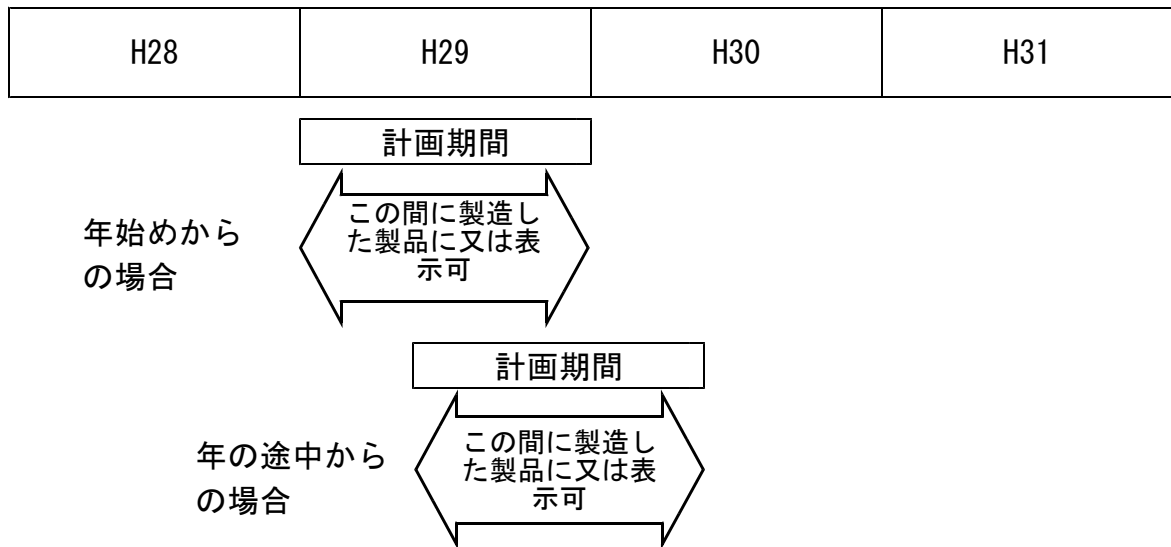 H28 H29 H30 H31
計画期間
年始めから
の場合
この間に製造し
た製品に又は表
示可
計画期間
年の途中から
の場合
この間に製造し
た製品に又は表
示可